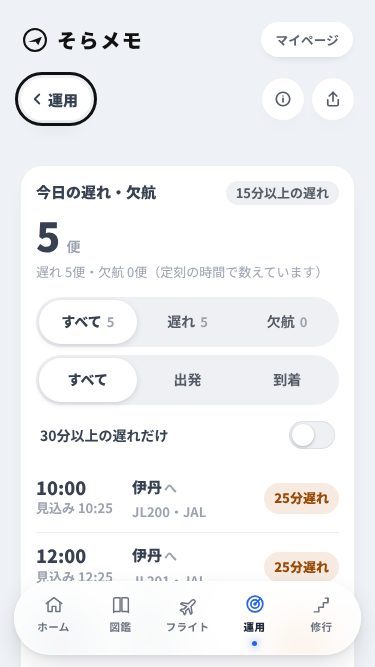 そらメモ
マイページ
運用
今日の遅れ・欠航
15分以上の遅れ
5 便
遅れ 5便・欠航 0便（定刻の時間で数えています）
すべて 5 遅れ 5 欠航 0
すべて 出発 到着
30分以上の遅れだけ
10:00 伊丹へ
見込み 10:25 JL200・JAL
25分遅れ
12:00 伊丹へ
見込み 12:25 JL201・JAL
25分遅れ
ホーム 図鑑 フライト 運用 修行